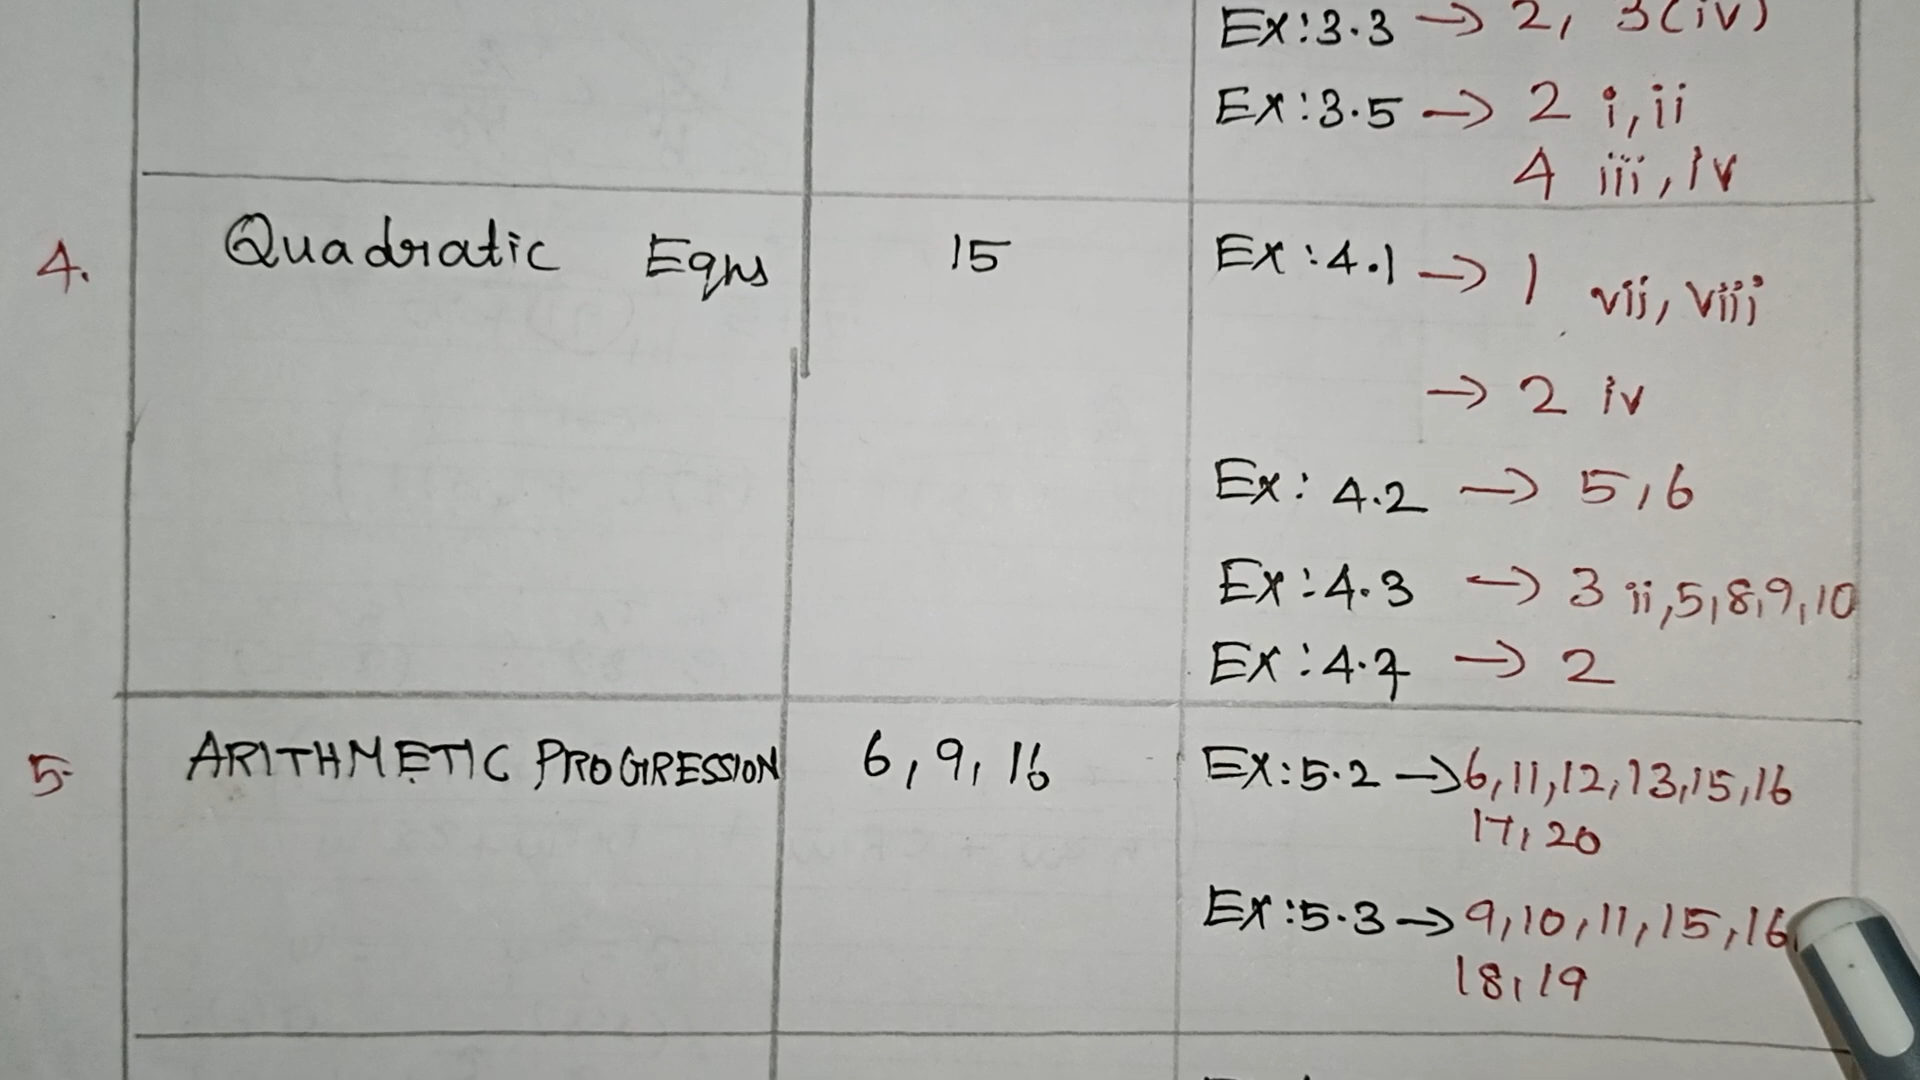 Ex:3.3 → 2, 3(iv)
Ex:3.5 → 2 i, ii
4 iii, iv
4. Quadratic Eqns 15 Ex:4.1 → 1 vii, viii
→ 2 iv
Ex:4.2 → 5, 6
Ex:4.3 → 3 ii, 5, 8, 9, 10
Ex:4.4 → 2
5. ARITHMETIC PROGRESSION 6, 9, 16 Ex:5.2 → 6, 11, 12, 13, 15, 16
17, 20
Ex:5.3 → 9, 10, 11, 15, 16,
18, 19